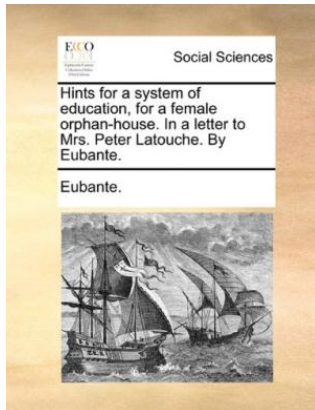 ECCO
Social Sciences
Hints for a system of
education, for a female
orphan-house. In a letter to
Mrs. Peter Latouche. By
Eubante.
Eubante.